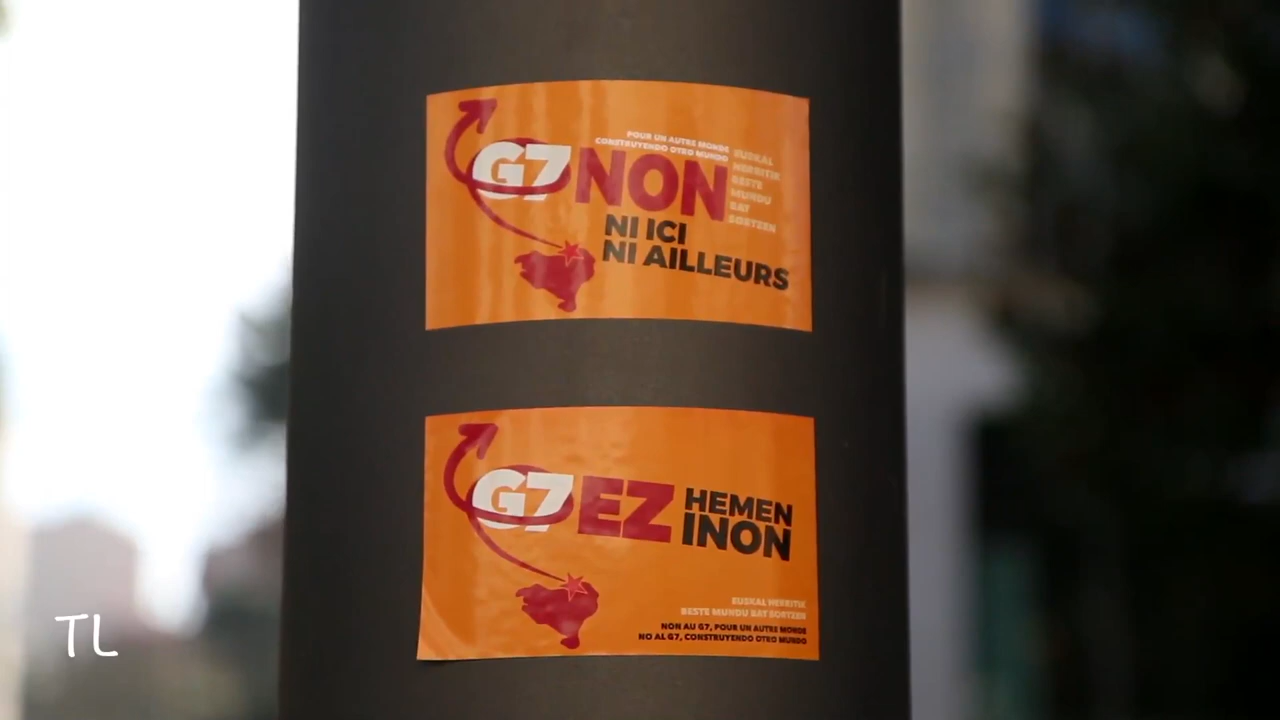 POUR UN AUTRE MONDE
CONSTRUYENDO OTRO MUNDO
G7 NON
EUSKAL
HERRITIK
BESTE
MUNDU
BAT
SORTZEN
NI ICI
NI AILLEURS
G7 EZ HEMEN
INON
EUSKAL HERRITIK
BESTE MUNDU BAT SORTZEN
NON AU G7, POUR UN AUTRE MONDE
NO AL G7, CONSTRUYENDO OTRO MUNDO
TL